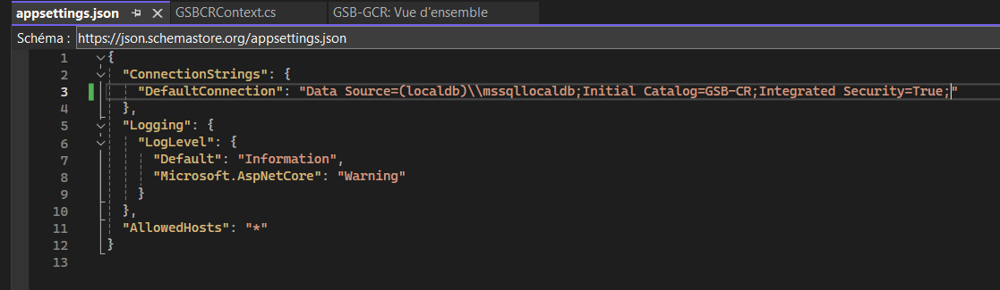 appsettings.json GSBCRContext.cs GSB-GCR: Vue d'ensemble
Schéma : https://json.schemastore.org/appsettings.json
1 {
2 "ConnectionStrings": {
3 "DefaultConnection": "Data Source=(localdb)\\mssqllocaldb;Initial Catalog=GSB-CR;Integrated Security=True;"
4 },
5 "Logging": {
6 "LogLevel": {
7 "Default": "Information",
8 "Microsoft.AspNetCore": "Warning"
9 }
10 },
11 "AllowedHosts": "*"
12 }
13